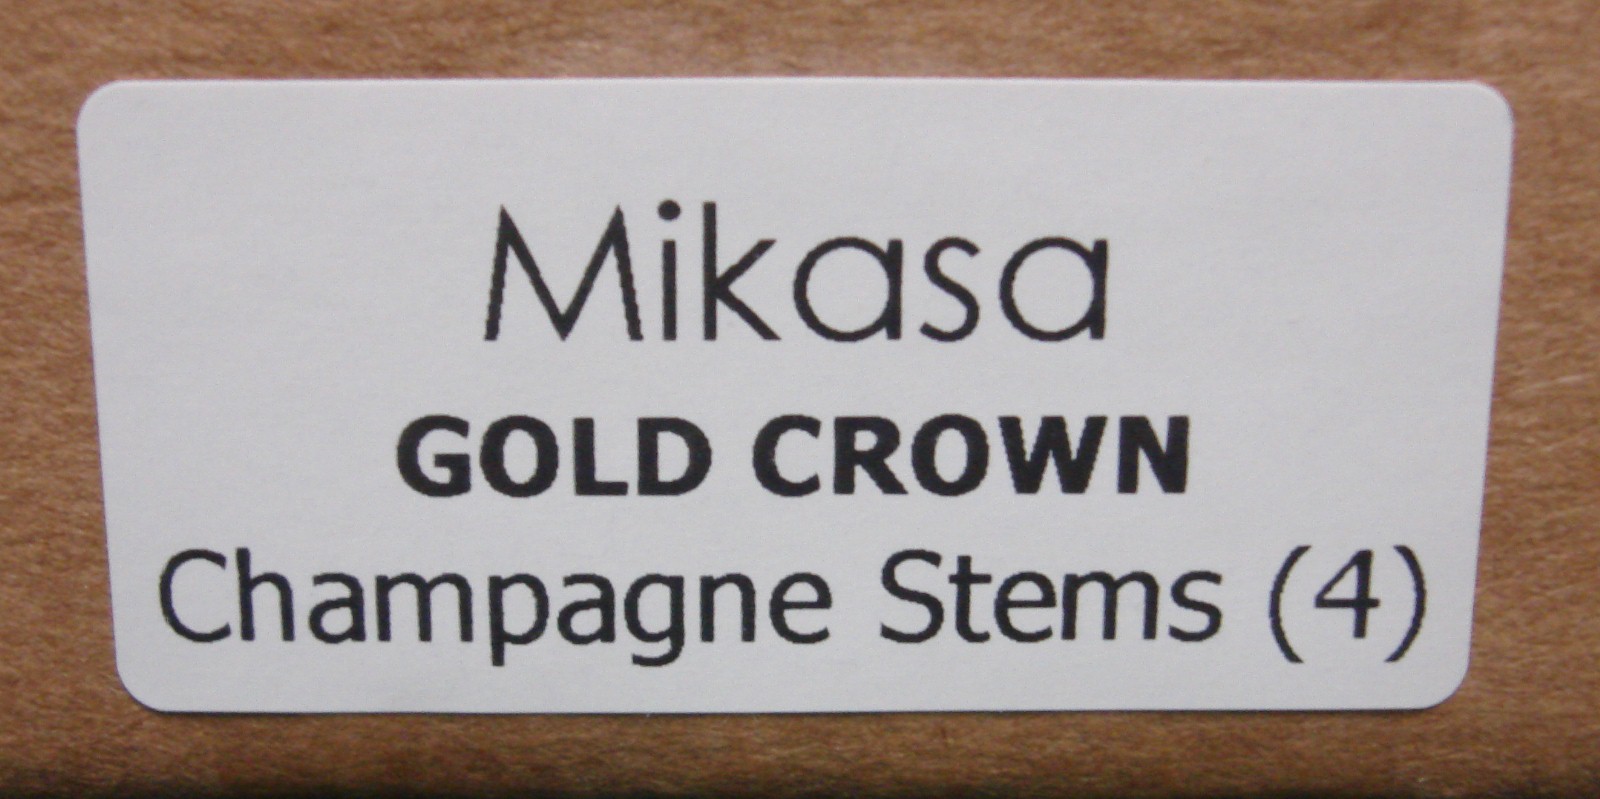 Mikasa
GOLD CROWN
Champagne Stems (4)